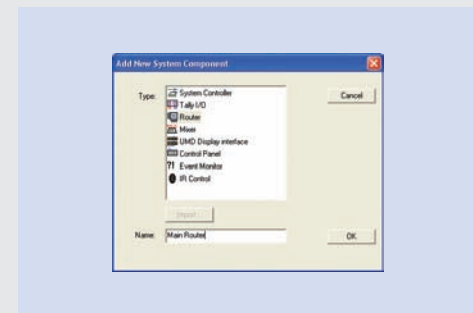 Add New System Component
Type:
System Controller
Tally I/O
Router
Mixer
UMD Display interface
Control Panel
Event Monitor
IR Control
Cancel
Import...
Name:
Main Router
OK